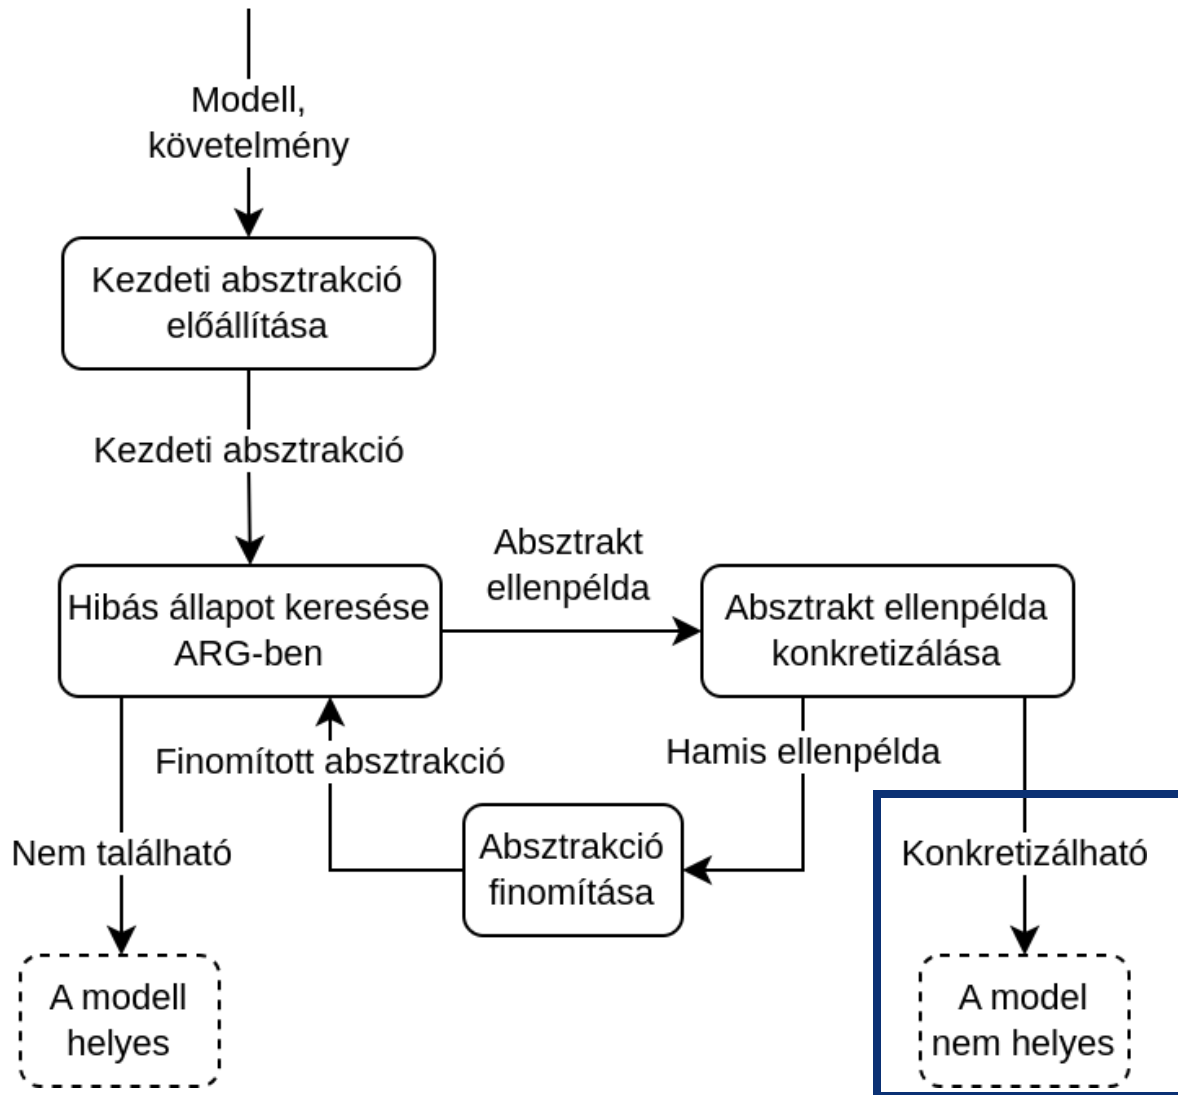 Modell,
követelmény
Kezdeti absztrakció
előállítása
Kezdeti absztrakció
Absztrakt
ellenpélda
Hibás állapot keresése
ARG-ben
Absztrakt ellenpélda
konkretizálása
Finomított absztrakció
Hamis ellenpélda
Nem található
Absztrakció
finomítása
Konkretizálható
A modell
helyes
A model
nem helyes